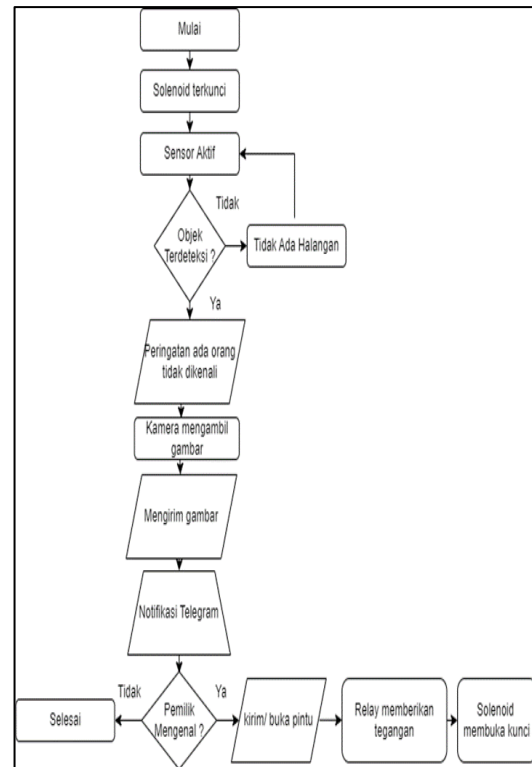 Mulai
Solenoid terkunci
Sensor Aktif
Tidak
Objek
Terdeteksi ?
Tidak Ada Halangan
Ya
Peringatan ada orang
tidak dikenali
Kamera mengambil
gambar
Mengirim gambar
Notifikasi Telegram
Tidak
Ya
Selesai
Pemilik
Mengenal ?
kirim/ buka pintu
Relay memberikan
tegangan
Solenoid
membuka kunci